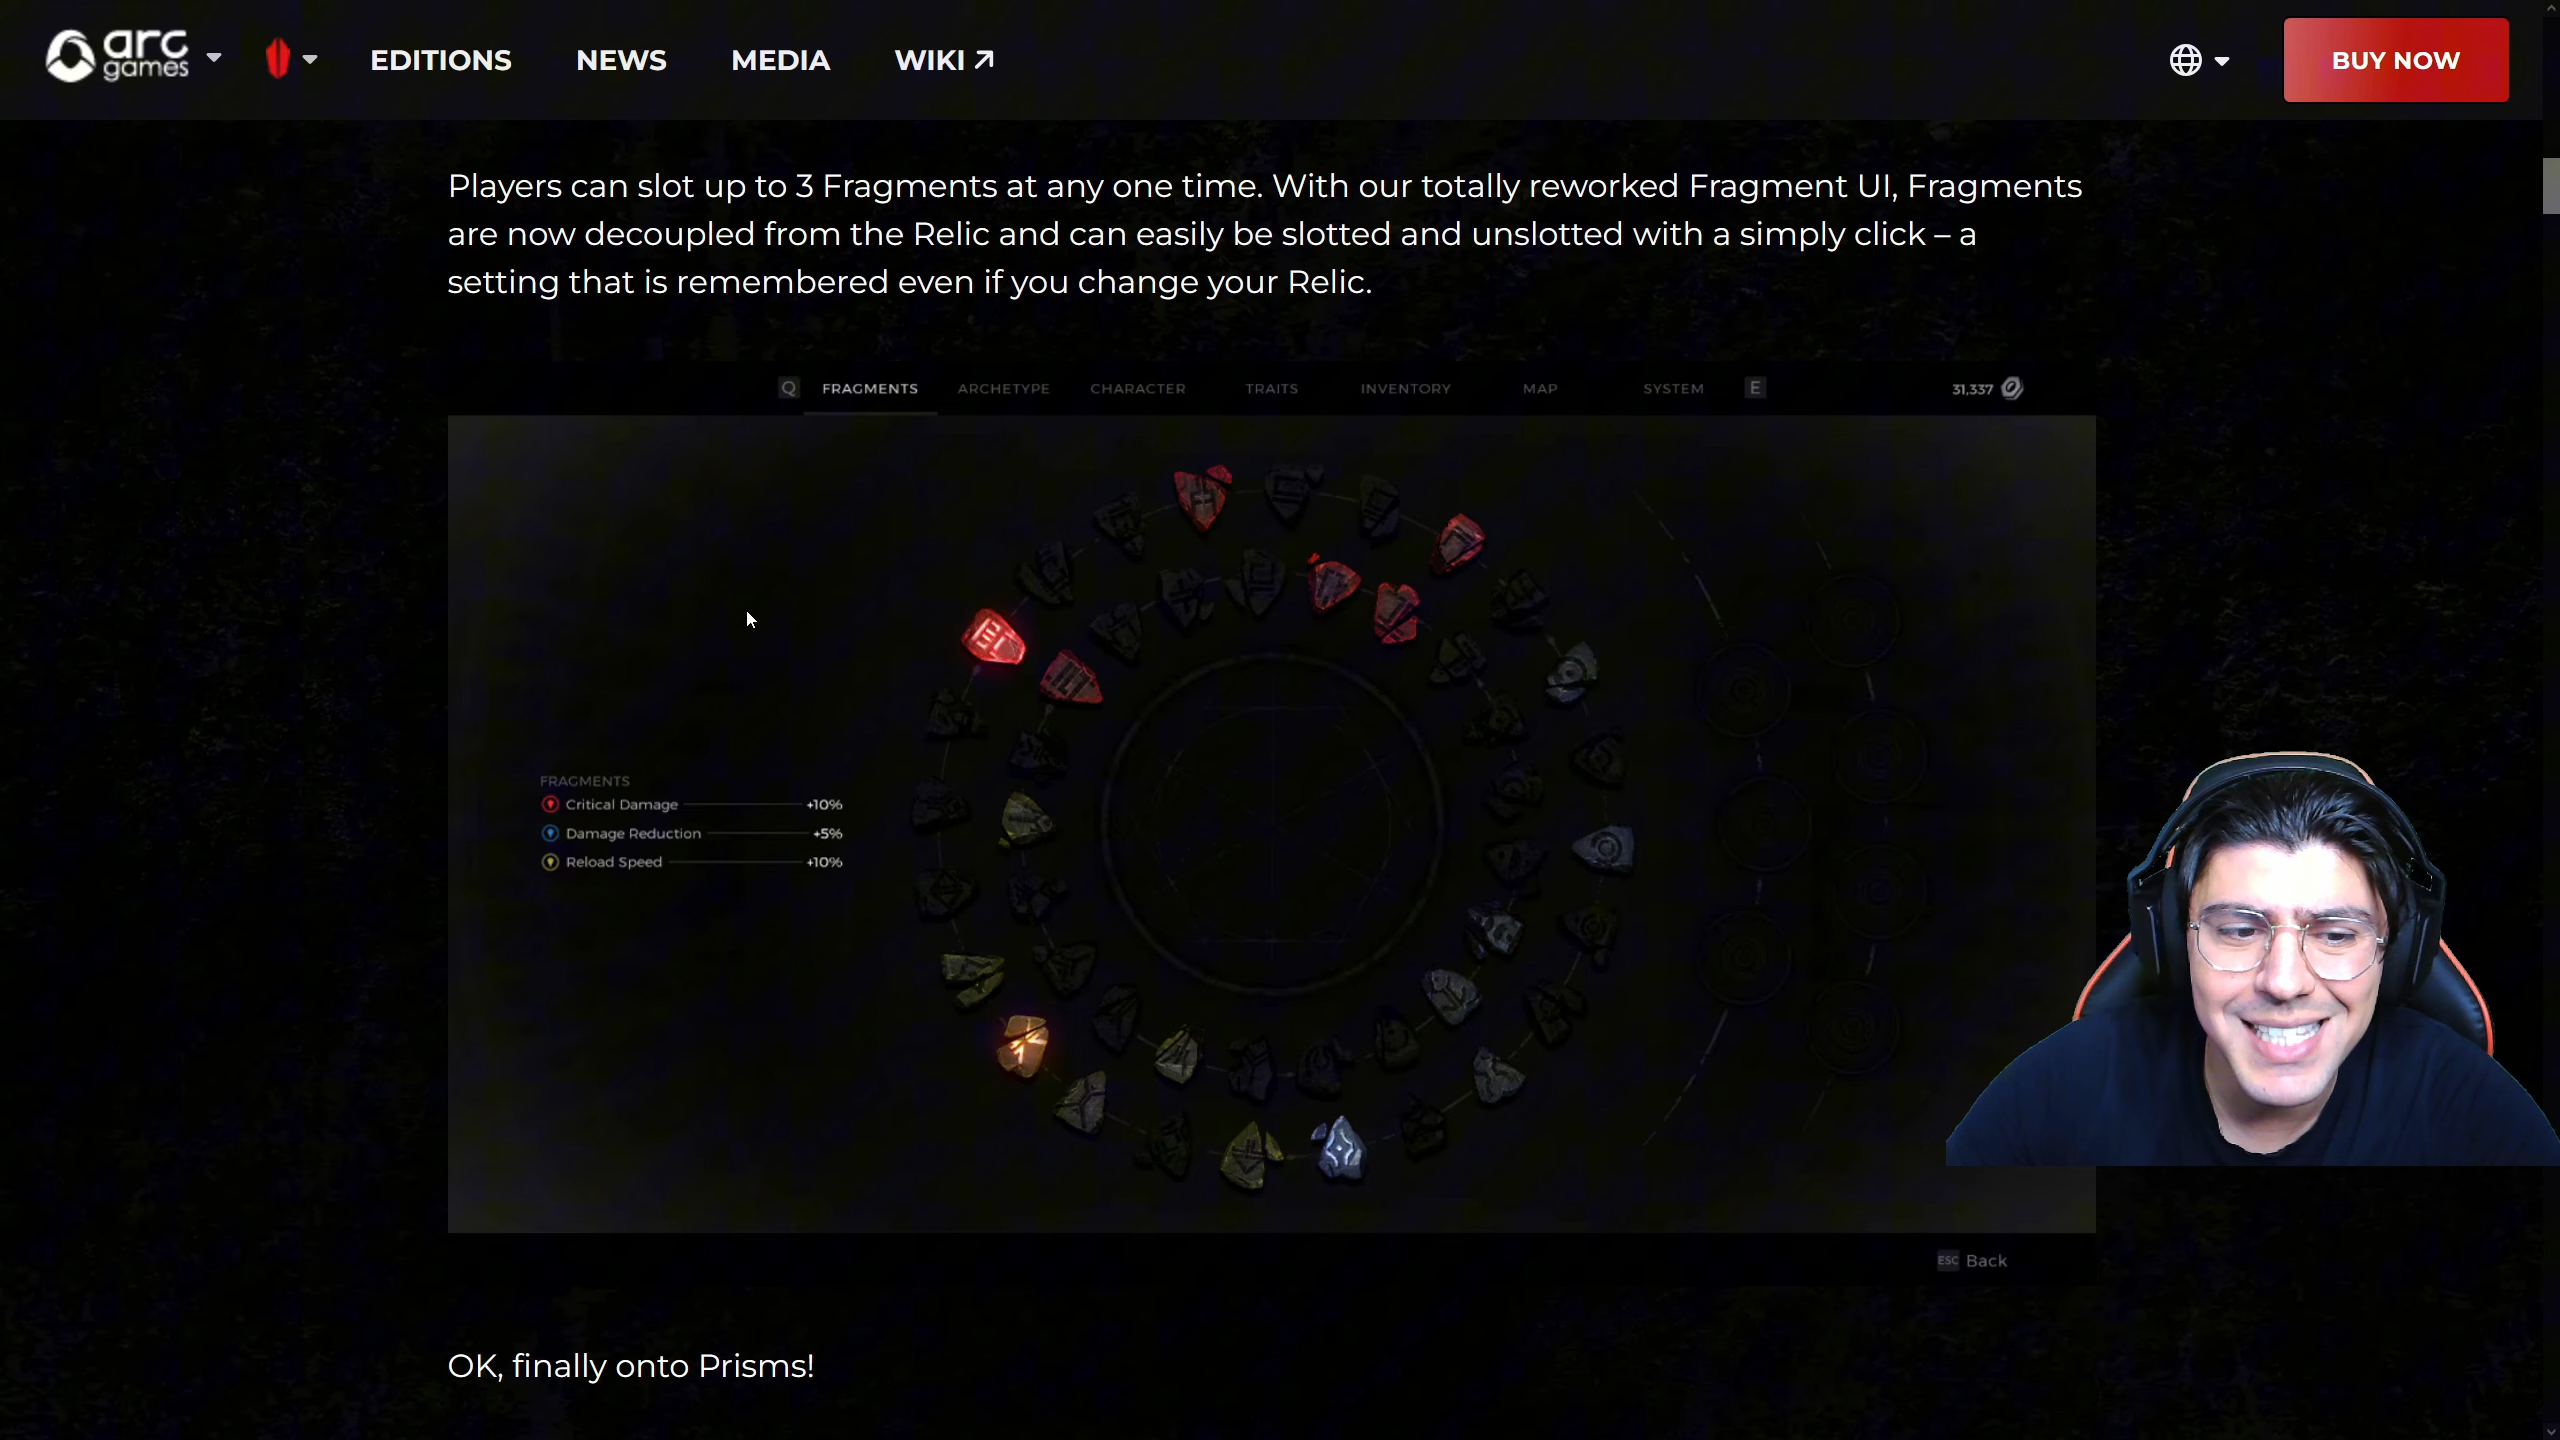 arc games
EDITIONS
NEWS
MEDIA
WIKI
BUY NOW
Players can slot up to 3 Fragments at any one time. With our totally reworked Fragment UI, Fragments
are now decoupled from the Relic and can easily be slotted and unslotted with a simply click – a
setting that is remembered even if you change your Relic.
Q FRAGMENTS ARCHETYPE CHARACTER TRAITS INVENTORY MAP SYSTEM E 31,337
FRAGMENTS
Critical Damage +10%
Damage Reduction +5%
Reload Speed +10%
ESC Back
OK, finally onto Prisms!